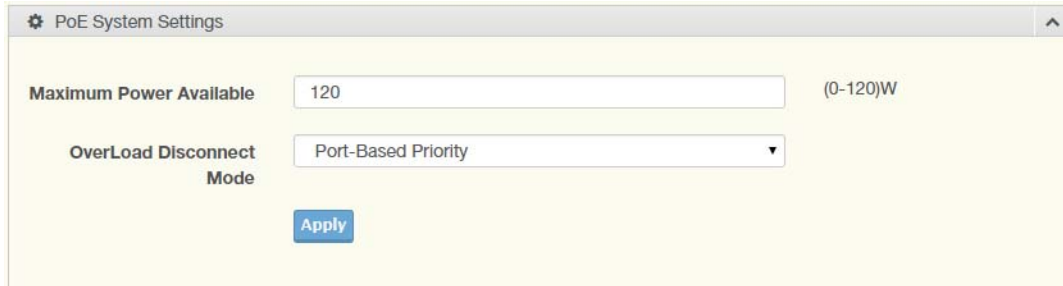 PoE System Settings
Maximum Power Available 120 (0-120)W
OverLoad Disconnect Port-Based Priority
Mode
Apply